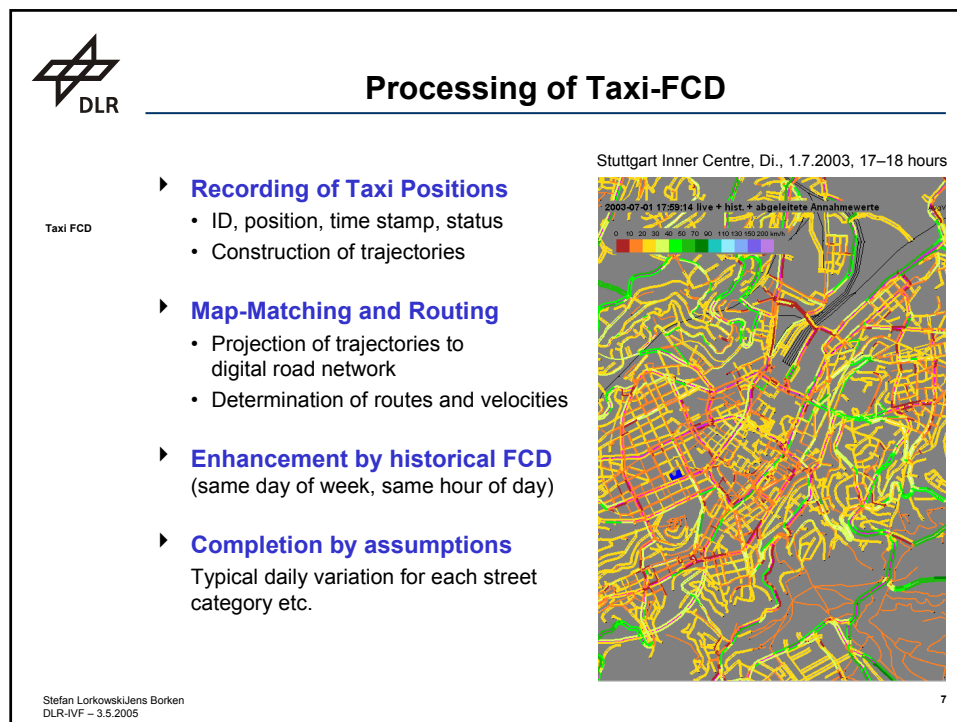 DLR
Processing of Taxi-FCD
Taxi FCD
Recording of Taxi Positions
• ID, position, time stamp, status
• Construction of trajectories
Map-Matching and Routing
• Projection of trajectories to
digital road network
• Determination of routes and velocities
Enhancement by historical FCD
(same day of week, same hour of day)
Completion by assumptions
Typical daily variation for each street
category etc.
Stuttgart Inner Centre, Di., 1.7.2003, 17–18 hours
2003-07-01 17:59:14 live + hist. + abgeleitete Annahmewerte
0 10 20 30 40 50 70 90 110 130 150 200 km/h
Stefan LorkowskiJens Borken
DLR-IVF – 3.5.2005
7